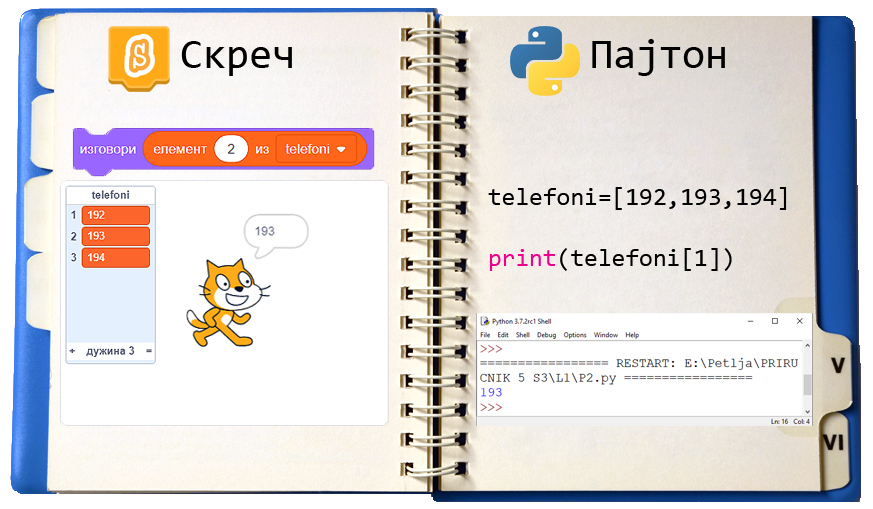 Скреч
изговори елемент 2 из telefoni
telefoni
1 192
2 193
3 194
+ дужина 3 =
193
Пајтон
telefoni=[192,193,194]
print(telefoni[1])
Python 3.7.2rc1 Shell
File Edit Shell Debug Options Window Help
>>>
================= RESTART: E:\Petlja\PRIRU
CNIK 5 S3\L1\P2.py =================
193
>>>
Ln: 16 Col: 4
V
VI